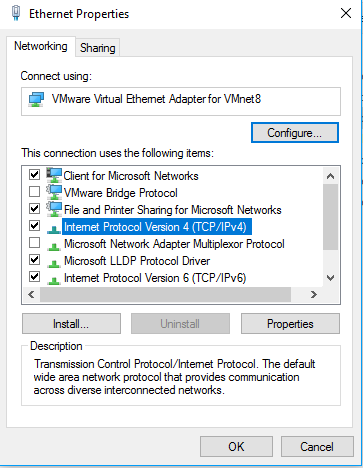 Ethernet Properties
Networking
Sharing
Connect using:
VMware Virtual Ethernet Adapter for VMnet8
Configure...
This connection uses the following items:
Client for Microsoft Networks
VMware Bridge Protocol
File and Printer Sharing for Microsoft Networks
Internet Protocol Version 4 (TCP/IPv4)
Microsoft Network Adapter Multiplexor Protocol
Microsoft LLDP Protocol Driver
Internet Protocol Version 6 (TCP/IPv6)
Install...
Uninstall
Properties
Description
Transmission Control Protocol/Internet Protocol. The default
wide area network protocol that provides communication
across diverse interconnected networks.
OK
Cancel